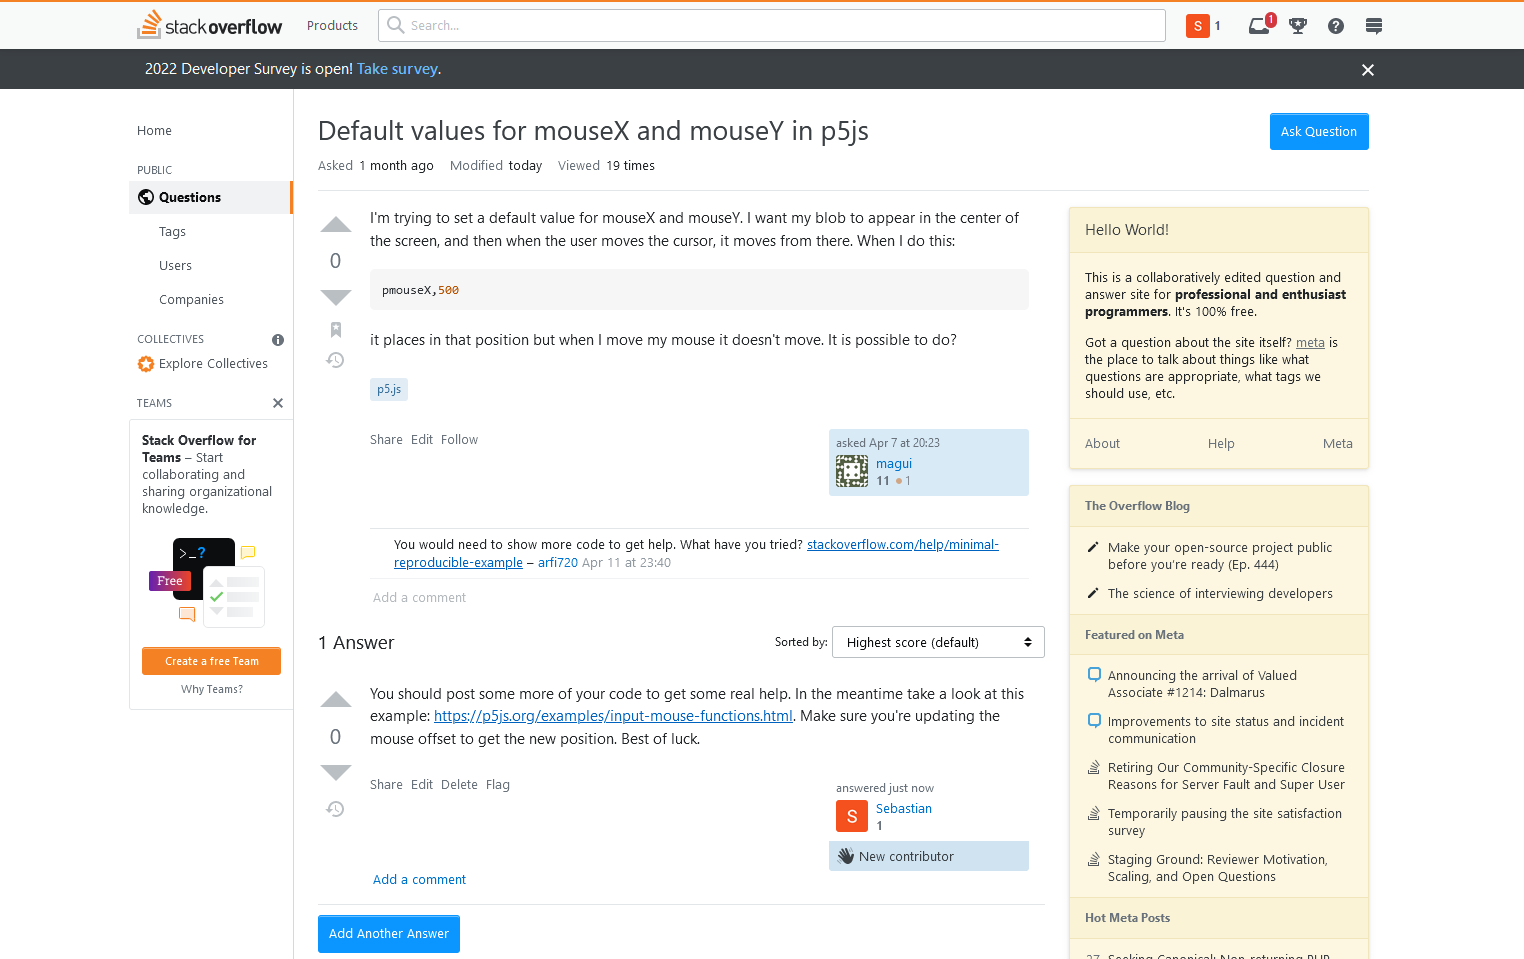 stackoverflow
Products
Search...
S 1
1
2022 Developer Survey is open! Take survey.
Home
PUBLIC
Questions
Tags
Users
Companies
COLLECTIVES
Explore Collectives
TEAMS
Stack Overflow for
Teams – Start
collaborating and
sharing organizational
knowledge.
>_?
Free
Create a free Team
Why Teams?
Default values for mouseX and mouseY in p5js
Ask Question
Asked 1 month ago Modified today Viewed 19 times
I'm trying to set a default value for mouseX and mouseY. I want my blob to appear in the center of
the screen, and then when the user moves the cursor, it moves from there. When I do this:
0
pmouseX,500
it places in that position but when I move my mouse it doesn't move. It is possible to do?
p5.js
Share Edit Follow
asked Apr 7 at 20:23
magui
11 1
You would need to show more code to get help. What have you tried? stackoverflow.com/help/minimal-
reproducible-example – arfi720 Apr 11 at 23:40
Add a comment
1 Answer
Sorted by:
Highest score (default)
You should post some more of your code to get some real help. In the meantime take a look at this
example: https://p5js.org/examples/input-mouse-functions.html. Make sure you're updating the
mouse offset to get the new position. Best of luck.
0
Share Edit Delete Flag
answered just now
S
Sebastian
1
New contributor
Add a comment
Add Another Answer
Hello World!
This is a collaboratively edited question and
answer site for professional and enthusiast
programmers. It's 100% free.
Got a question about the site itself? meta is
the place to talk about things like what
questions are appropriate, what tags we
should use, etc.
About Help Meta
The Overflow Blog
Make your open-source project public
before you're ready (Ep. 444)
The science of interviewing developers
Featured on Meta
Announcing the arrival of Valued
Associate #1214: Dalmarus
Improvements to site status and incident
communication
Retiring Our Community-Specific Closure
Reasons for Server Fault and Super User
Temporarily pausing the site satisfaction
survey
Staging Ground: Reviewer Motivation,
Scaling, and Open Questions
Hot Meta Posts
27 Seeking Canonical: Non-returning PHP